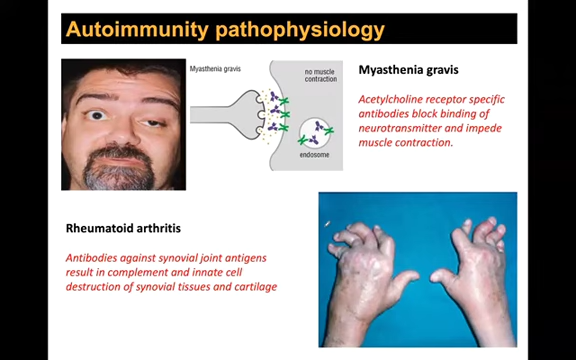 Autoimmunity pathophysiology
Myasthenia gravis
no muscle
contraction
endosome
Myasthenia gravis
Acetylcholine receptor specific
antibodies block binding of
neurotransmitter and impede
muscle contraction.
Rheumatoid arthritis
Antibodies against synovial joint antigens
result in complement and innate cell
destruction of synovial tissues and cartilage